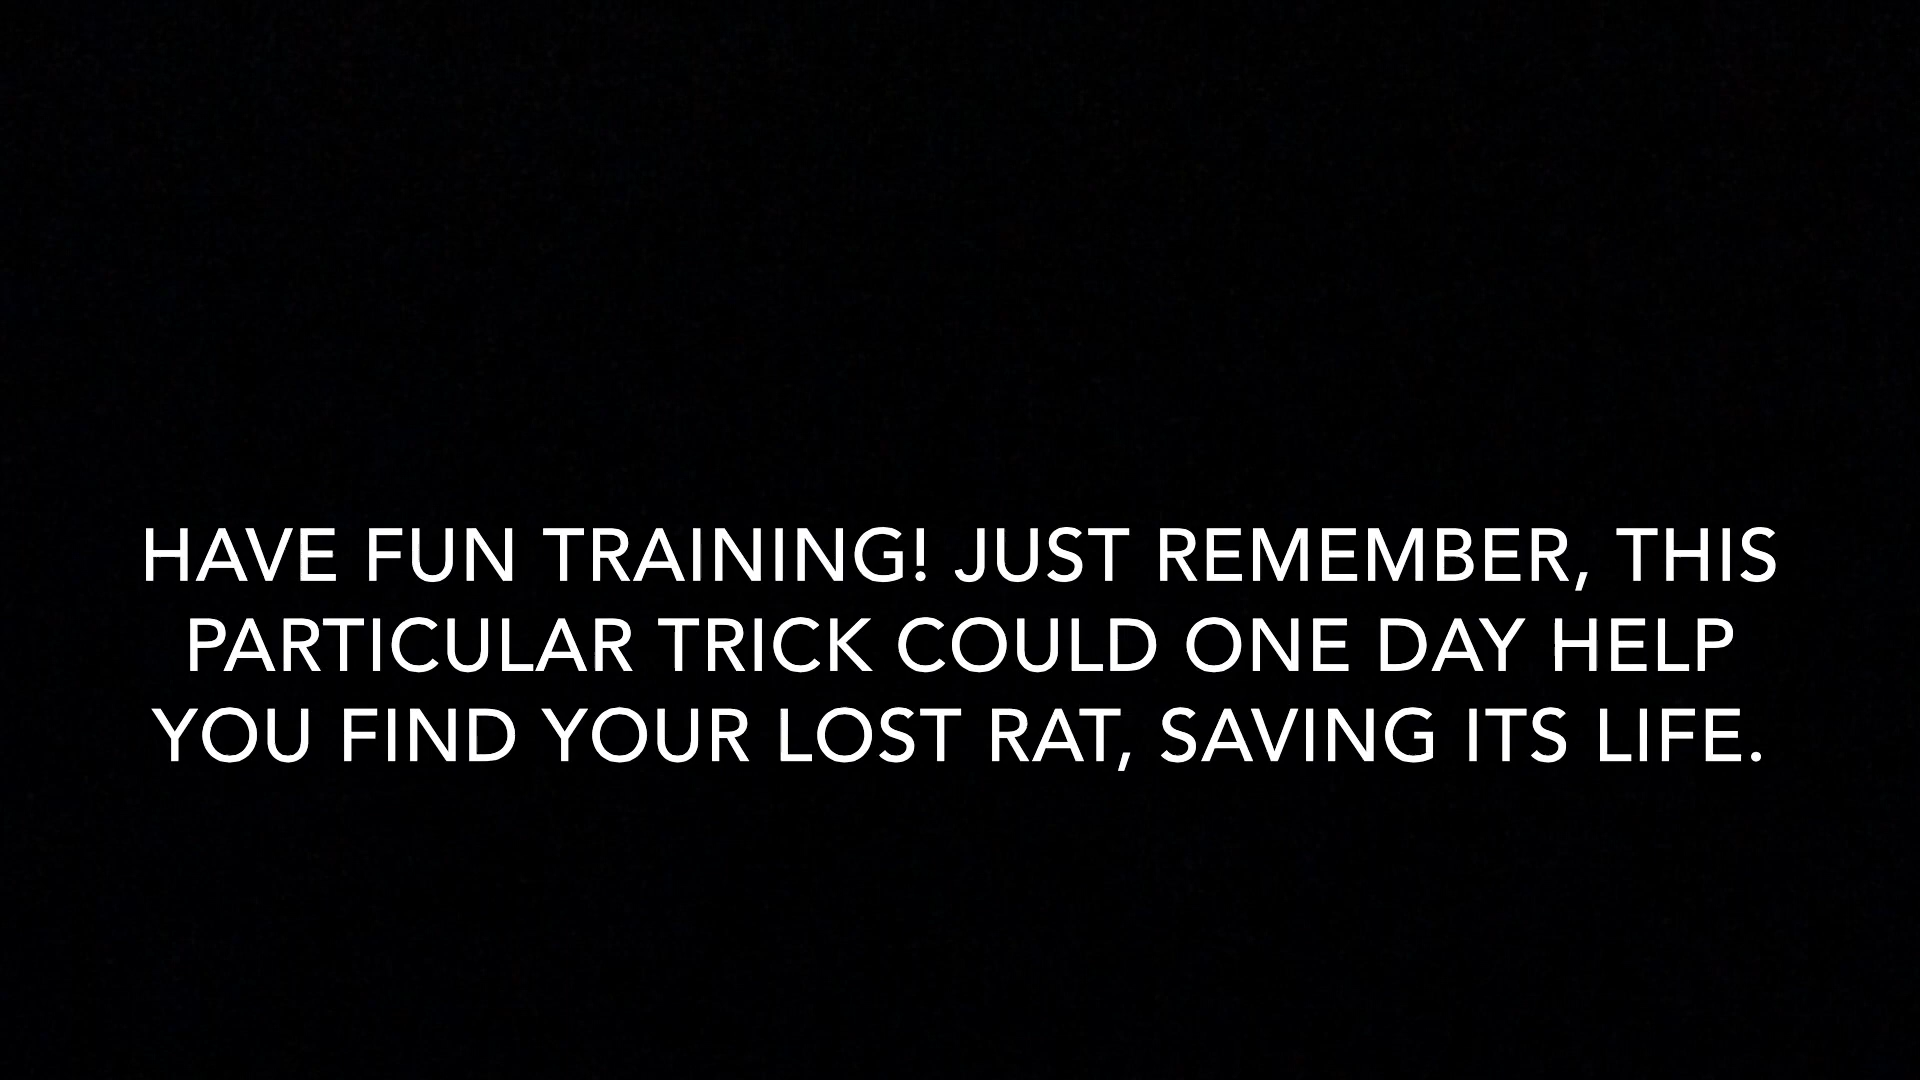 HAVE FUN TRAINING! JUST REMEMBER, THIS
PARTICULAR TRICK COULD ONE DAY HELP
YOU FIND YOUR LOST RAT, SAVING ITS LIFE.